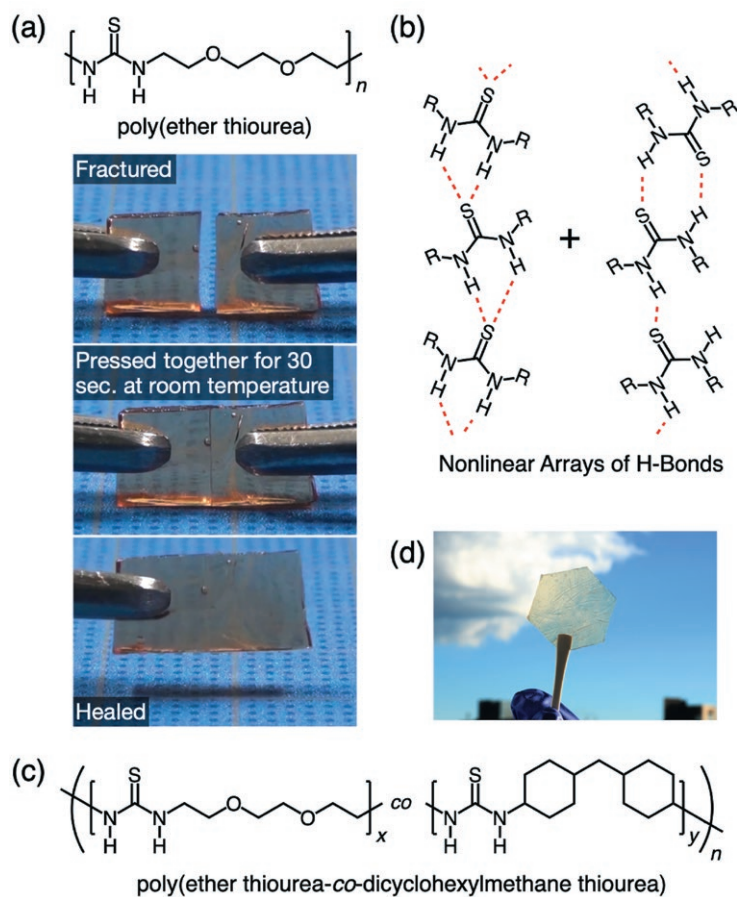 (a)
S
N N
H H
O O
n
poly(ether thiourea)
Fractured
Pressed together for 30
sec. at room temperature
Healed
(b)
S
R N N R
H H
S
R N N R
H H
S
R N N R
H H
+
H
R N N R
H S
S H
N N
R H R
S H
R N N R
H
Nonlinear Arrays of H-Bonds
(d)
(c)
S
N N
H H
O O
x
co
S
N N
H H
y
n
poly(ether thiourea-co-dicyclohexylmethane thiourea)